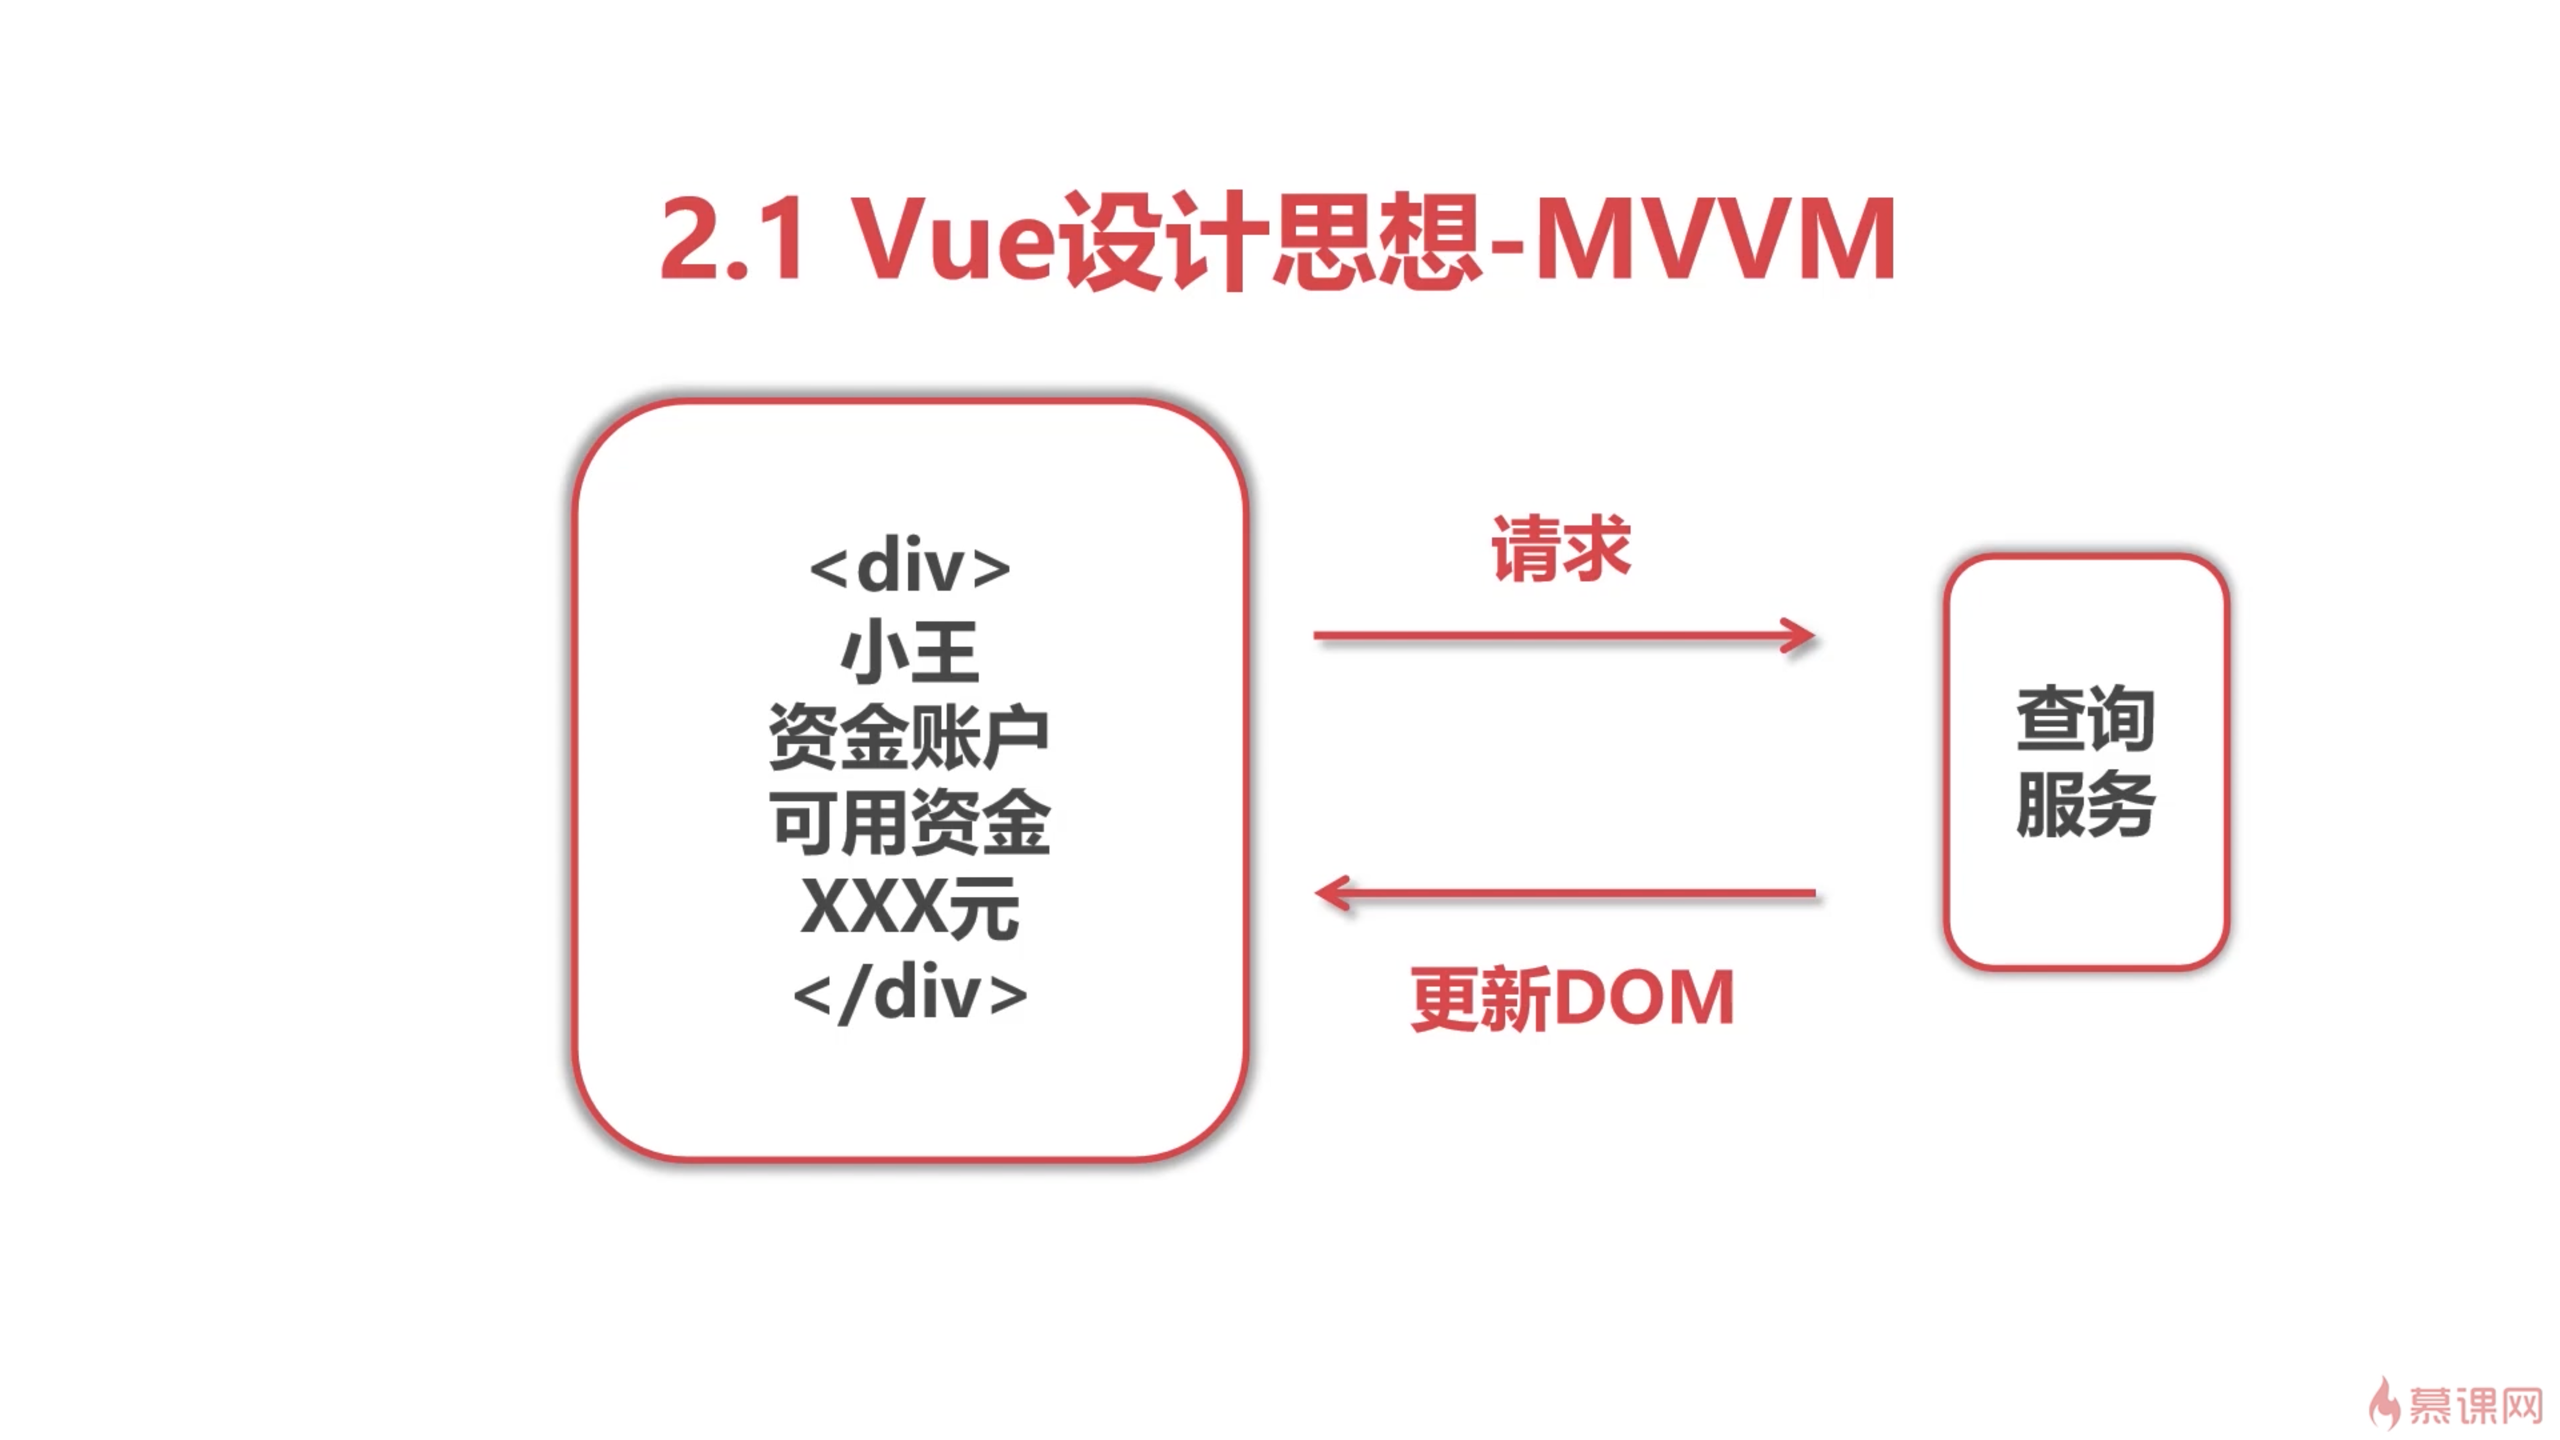 2.1 Vue设计思想-MVVM
<div>
小王
资金账户
可用资金
XXX元
</div>
请求
更新DOM
查询
服务
慕课网